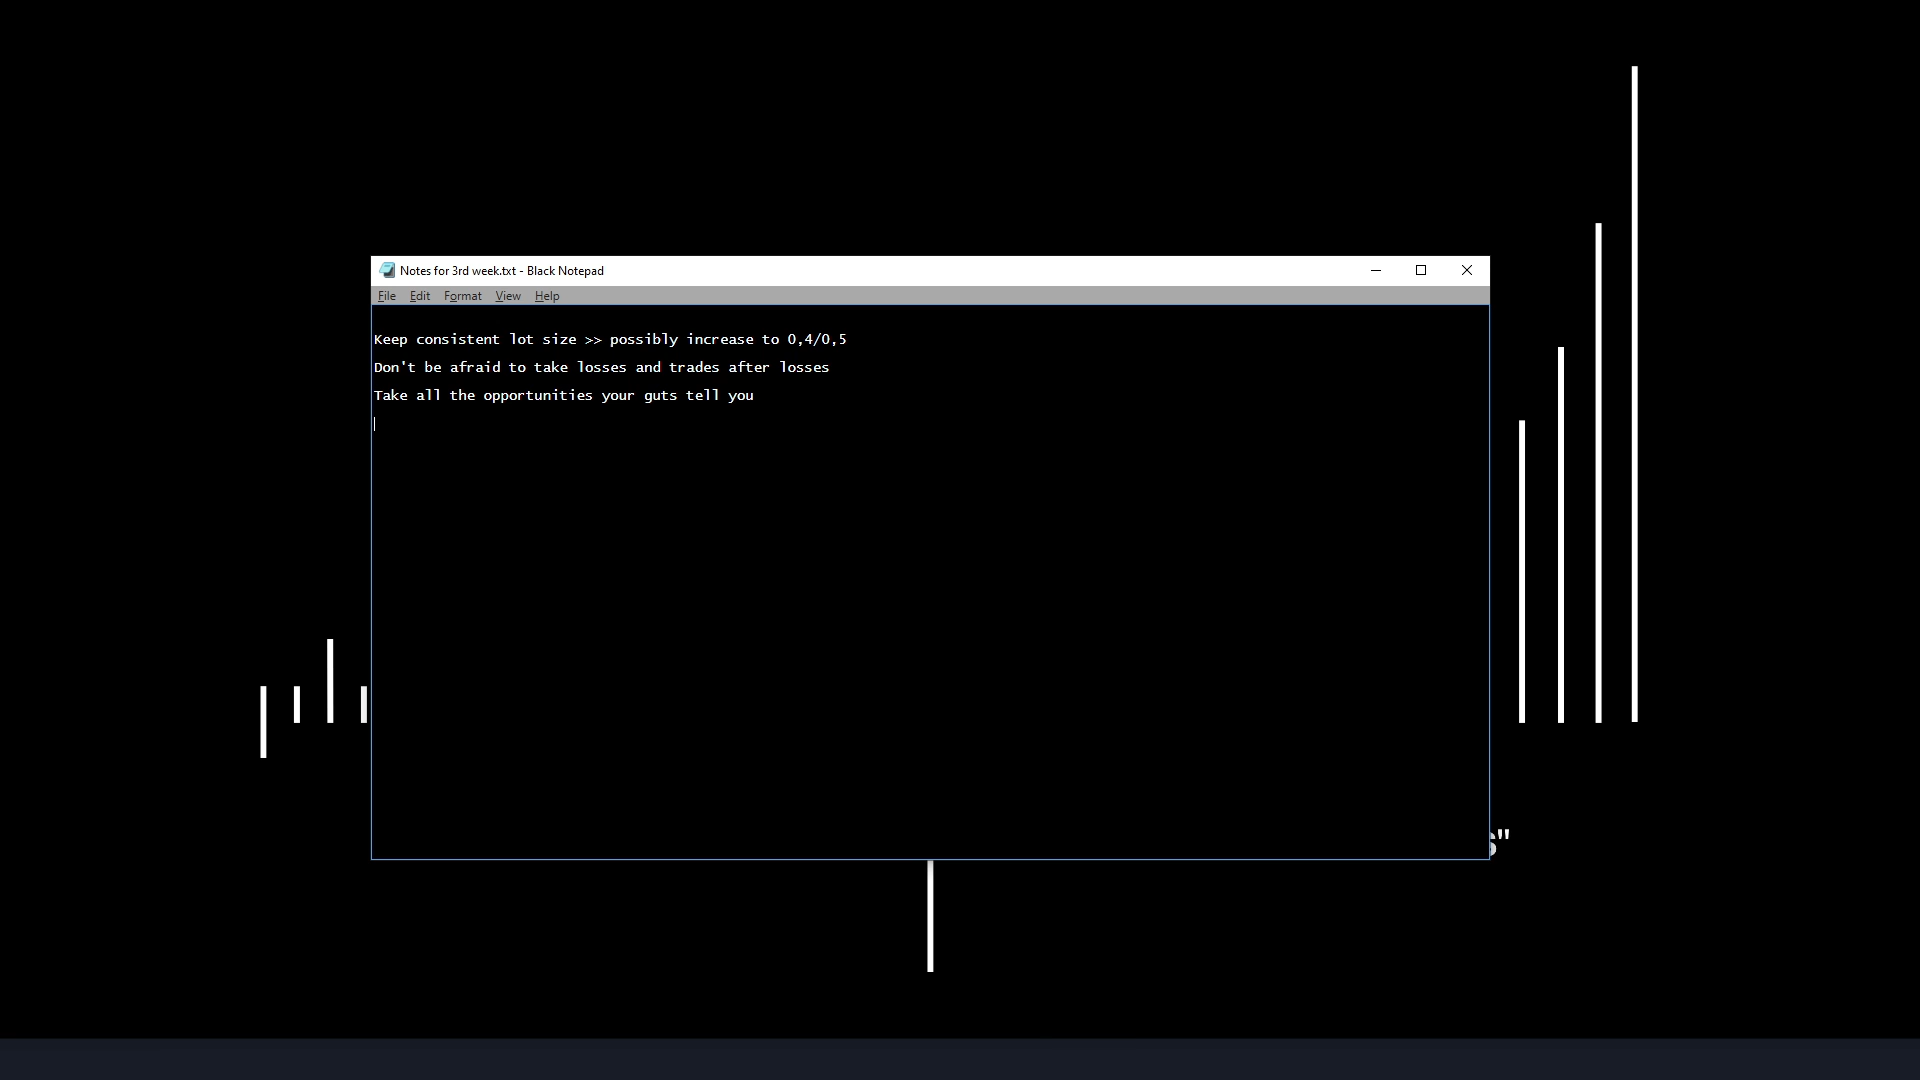 Notes for 3rd week.txt - Black Notepad
File Edit Format View Help
Keep consistent lot size >> possibly increase to 0,4/0,5
Don't be afraid to take losses and trades after losses
Take all the opportunities your guts tell you
s"